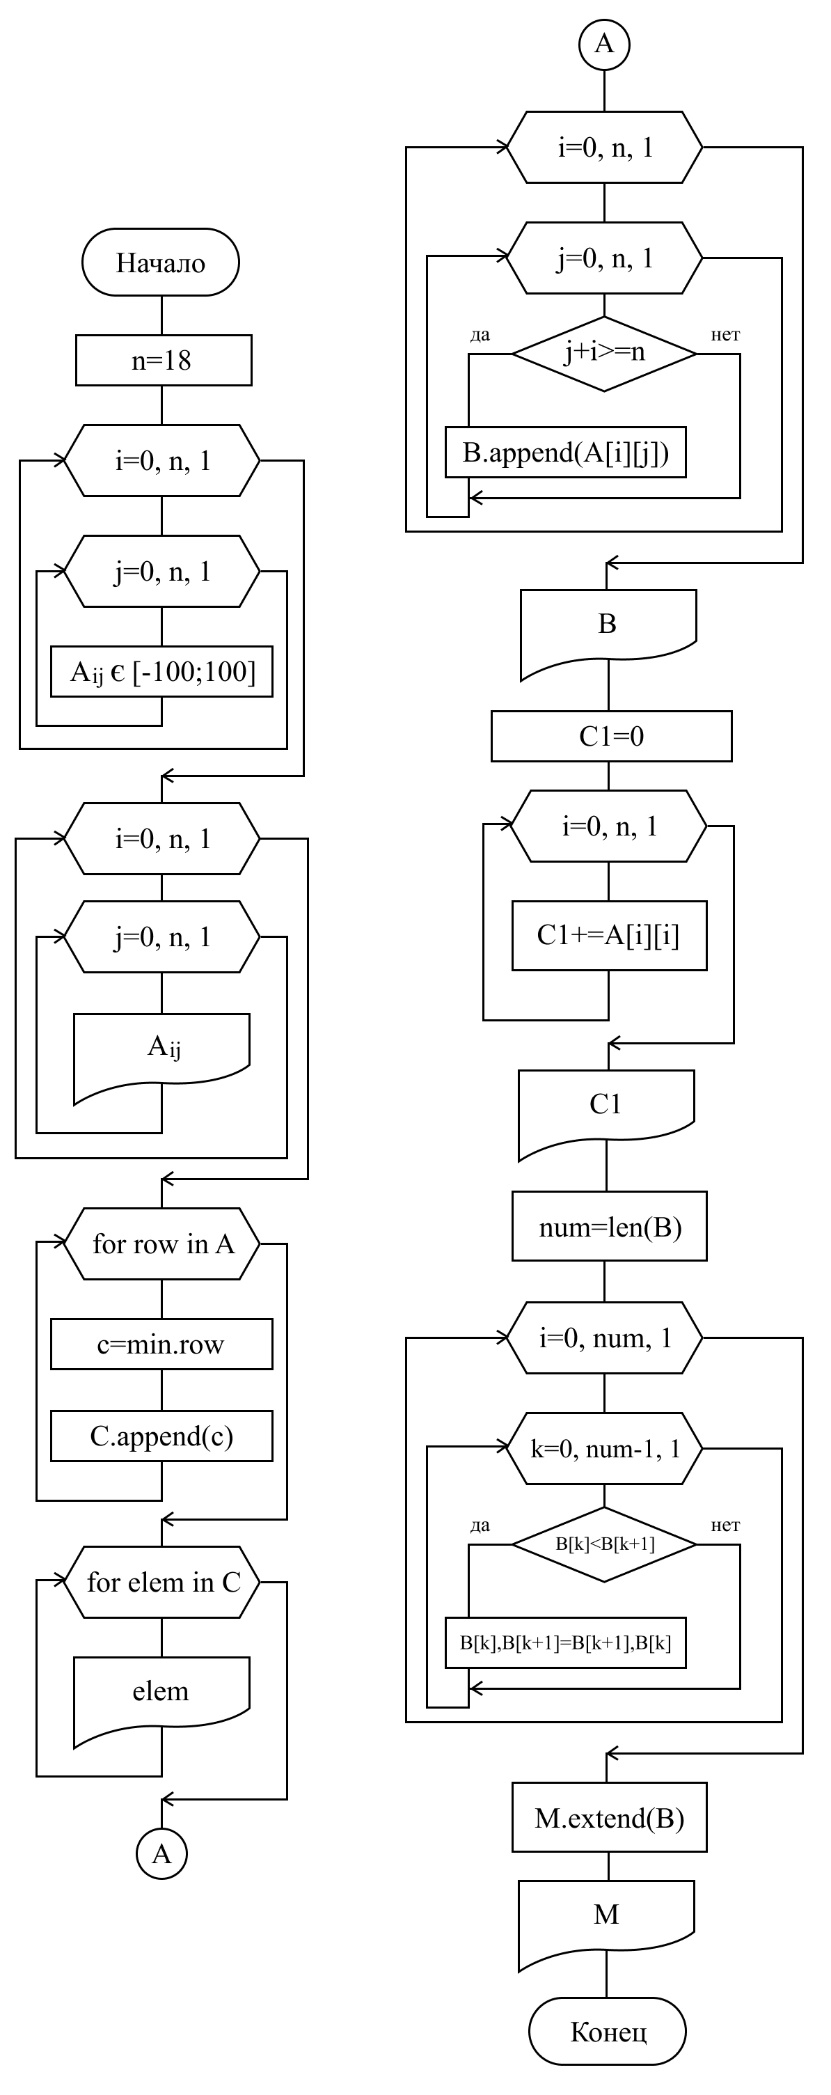 Начало
n=18
i=0, n, 1
j=0, n, 1
Aij є [-100;100]
i=0, n, 1
j=0, n, 1
Aij
for row in A
c=min.row
C.append(c)
for elem in C
elem
A
A
i=0, n, 1
j=0, n, 1
да
нет
j+i>=n
B.append(A[i][j])
B
C1=0
i=0, n, 1
C1+=A[i][i]
C1
num=len(B)
i=0, num, 1
k=0, num-1, 1
да
нет
B[k]<B[k+1]
B[k],B[k+1]=B[k+1],B[k]
M.extend(B)
M
Конец